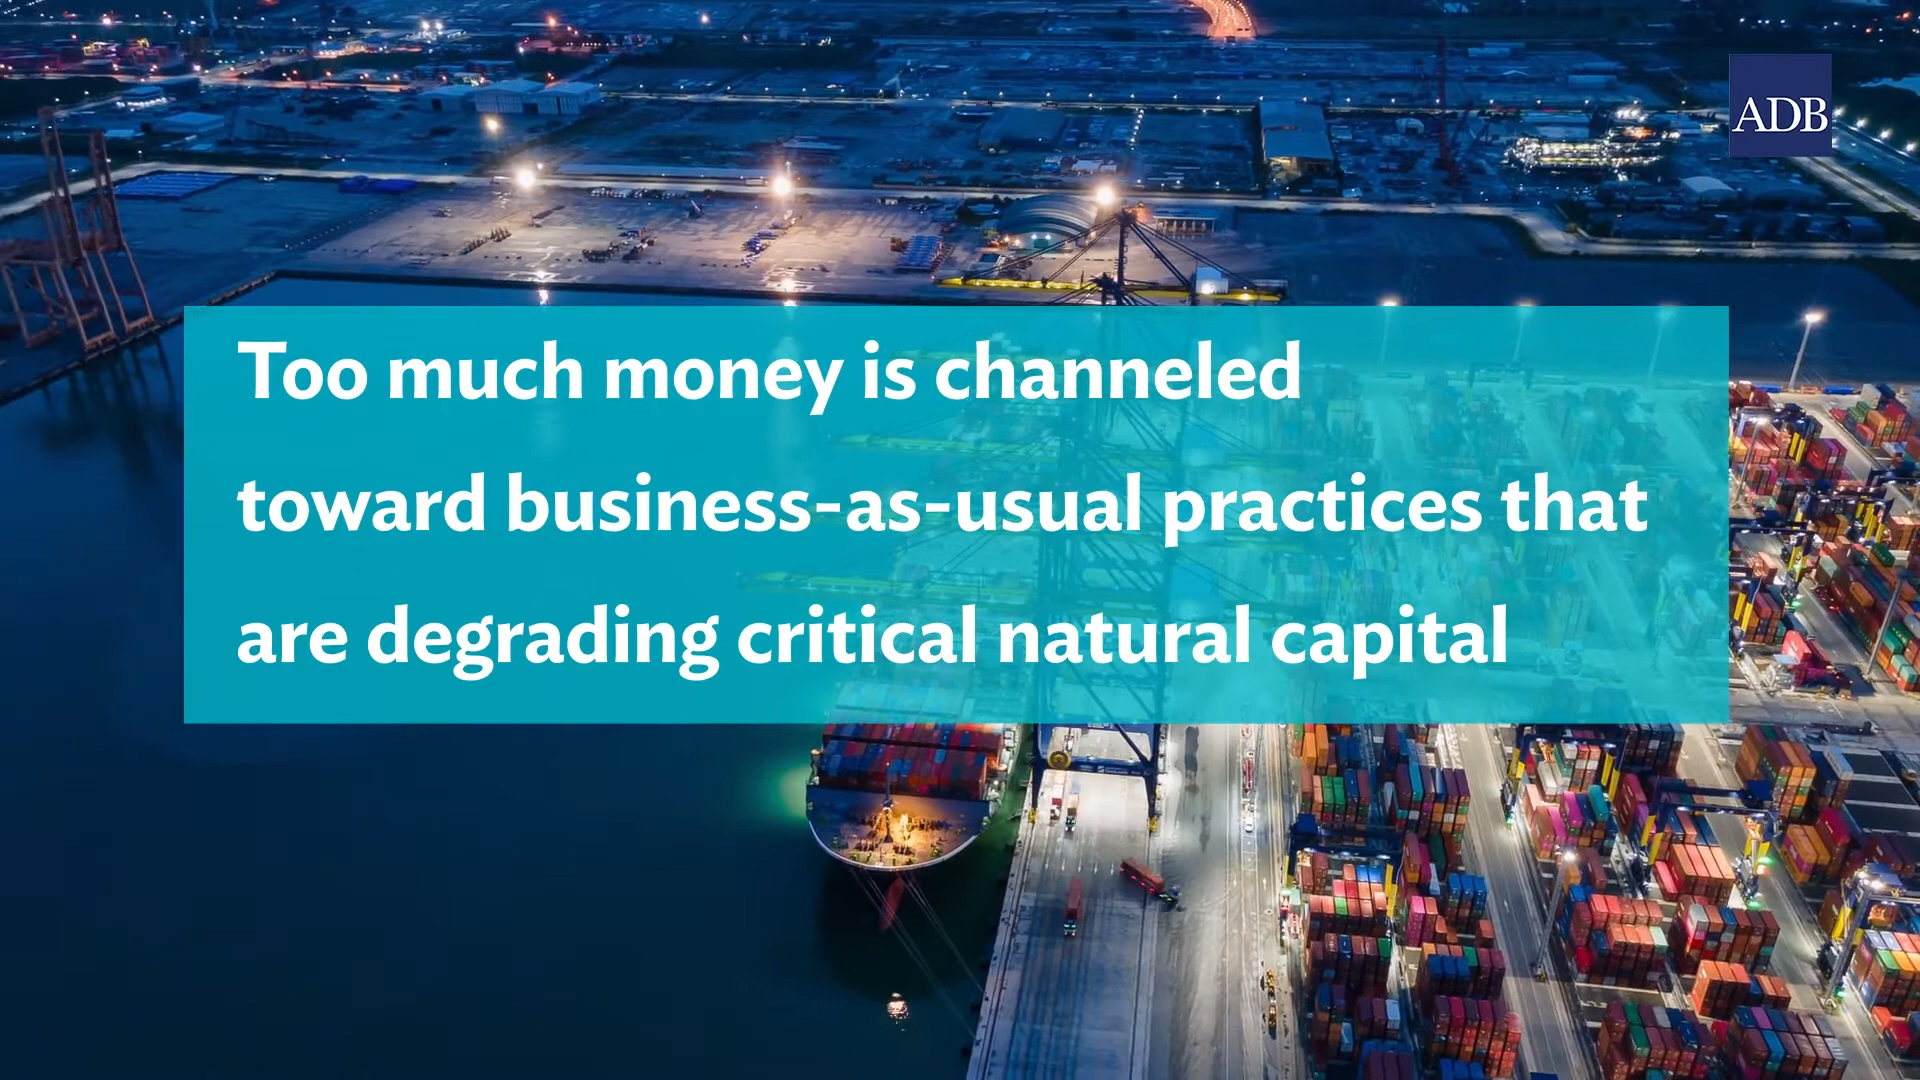 ADB
Too much money is channeled
toward business-as-usual practices that
are degrading critical natural capital